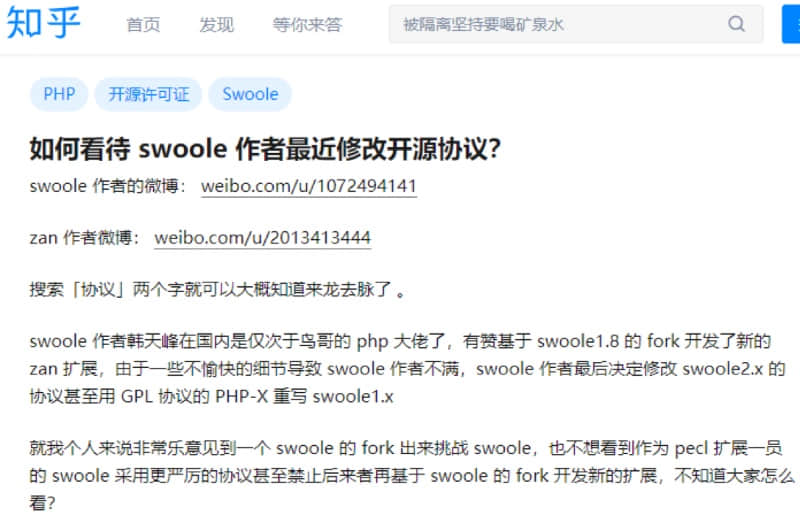 知乎 首页 发现 等你来答 被隔离坚持要喝矿泉水
PHP 开源许可证 Swoole
如何看待 swoole 作者最近修改开源协议？
swoole 作者的微博： weibo.com/u/1072494141
zan 作者微博： weibo.com/u/2013413444
搜索「协议」两个字就可以大概知道来龙去脉了 。
swoole 作者韩天峰在国内是仅次于鸟哥的 php 大佬了，有赞基于 swoole1.8 的 fork 开发了新的
zan 扩展，由于一些不愉快的细节导致 swoole 作者不满，swoole 作者最后决定修改 swoole2.x 的
协议甚至用 GPL 协议的 PHP-X 重写 swoole1.x
就我个人来说非常乐意见到一个 swoole 的 fork 出来挑战 swoole，也不想看到作为 pecl 扩展一员
的 swoole 采用更严厉的协议甚至禁止后来者再基于 swoole 的 fork 开发新的扩展，不知道大家怎么
看？